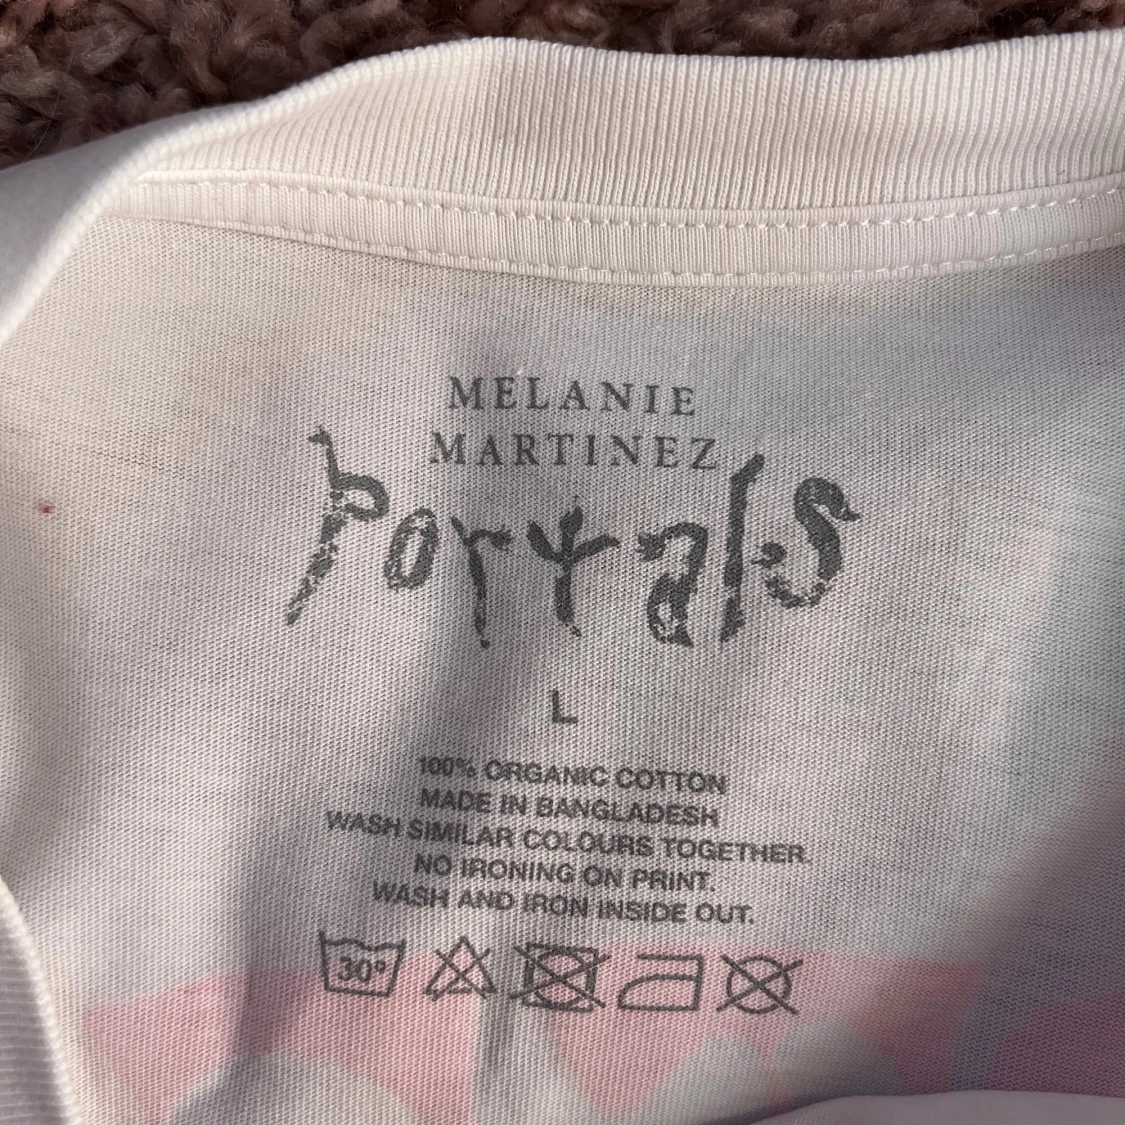 MELANIE
MARTINEZ
PORTALS
L
100% ORGANIC COTTON
MADE IN BANGLADESH
WASH SIMILAR COLOURS TOGETHER.
NO IRONING ON PRINT.
WASH AND IRON INSIDE OUT.
30°